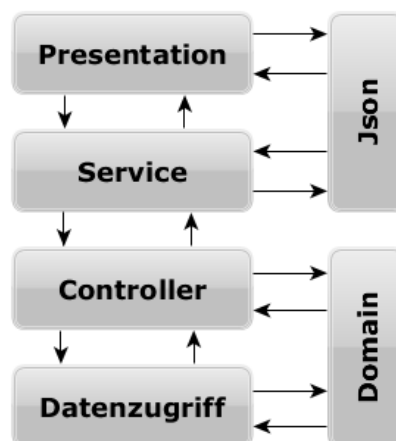 Presentation
Json
Service
Controller
Domain
Datenzugriff